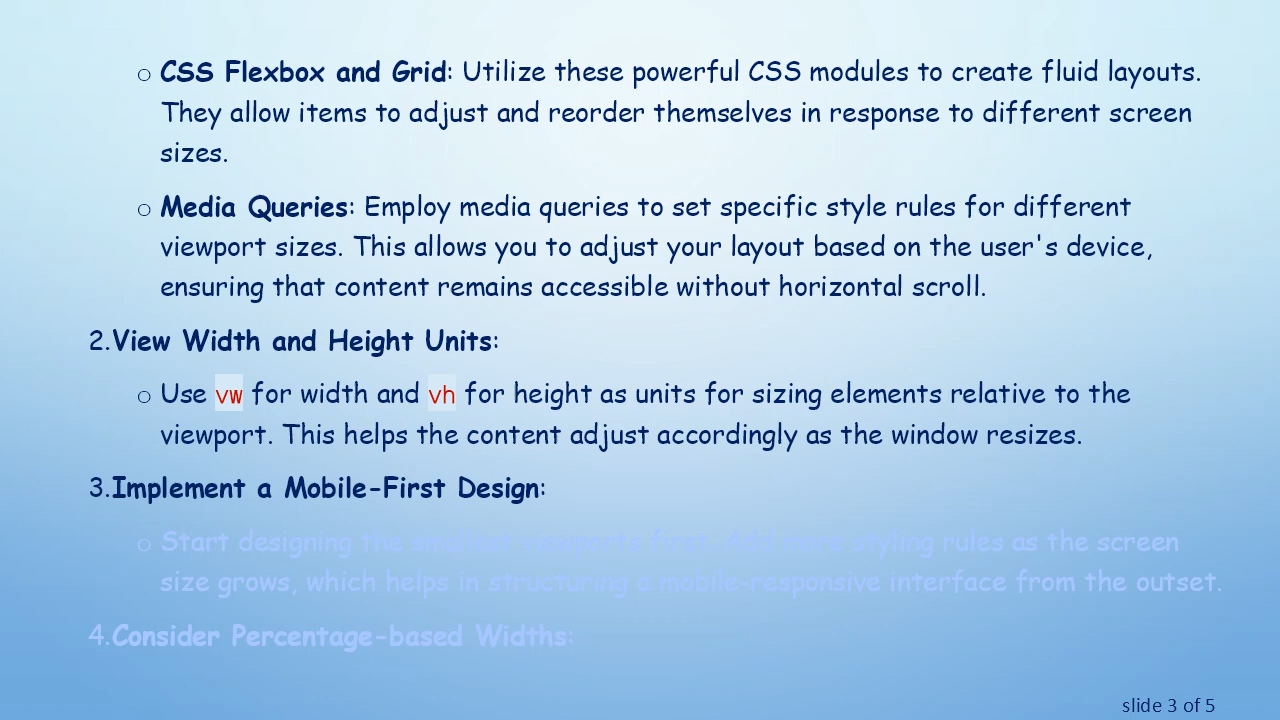 ○ CSS Flexbox and Grid: Utilize these powerful CSS modules to create fluid layouts.
They allow items to adjust and reorder themselves in response to different screen
sizes.
○ Media Queries: Employ media queries to set specific style rules for different
viewport sizes. This allows you to adjust your layout based on the user's device,
ensuring that content remains accessible without horizontal scroll.
2.View Width and Height Units:
○ Use vw for width and vh for height as units for sizing elements relative to the
viewport. This helps the content adjust accordingly as the window resizes.
3.Implement a Mobile-First Design:
○ Start designing the smallest viewports first. Add more styling rules as the screen
size grows, which helps in structuring a mobile-responsive interface from the outset.
4.Consider Percentage-based Widths:
slide 3 of 5